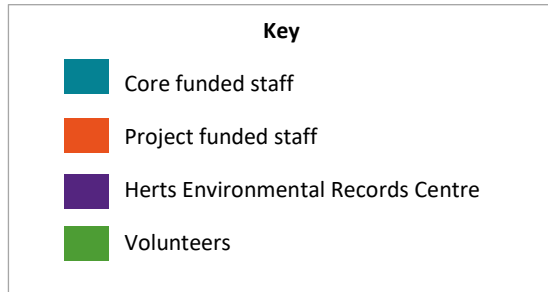 Key
Core funded staff
Project funded staff
Herts Environmental Records Centre
Volunteers